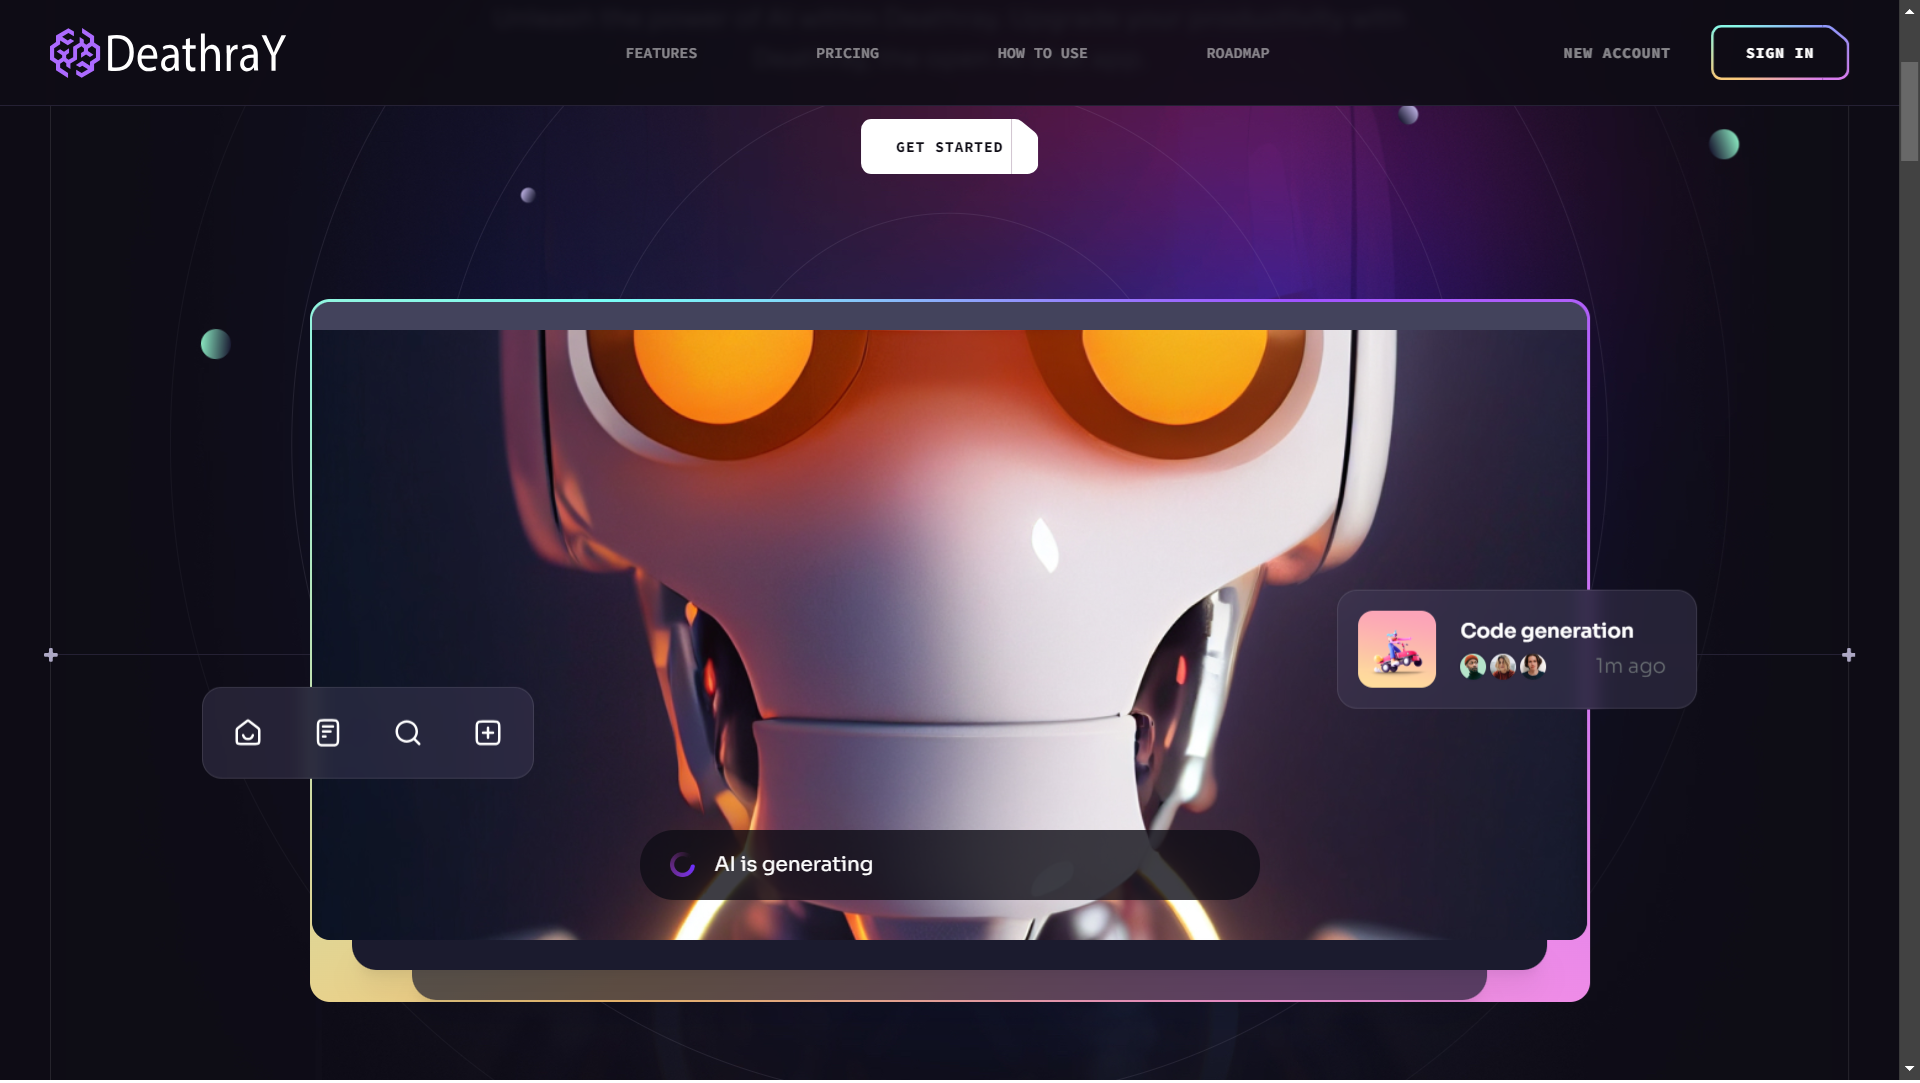 DeathraY
FEATURES
PRICING
HOW TO USE
ROADMAP
NEW ACCOUNT
SIGN IN
GET STARTED
Code generation
1m ago
AI is generating